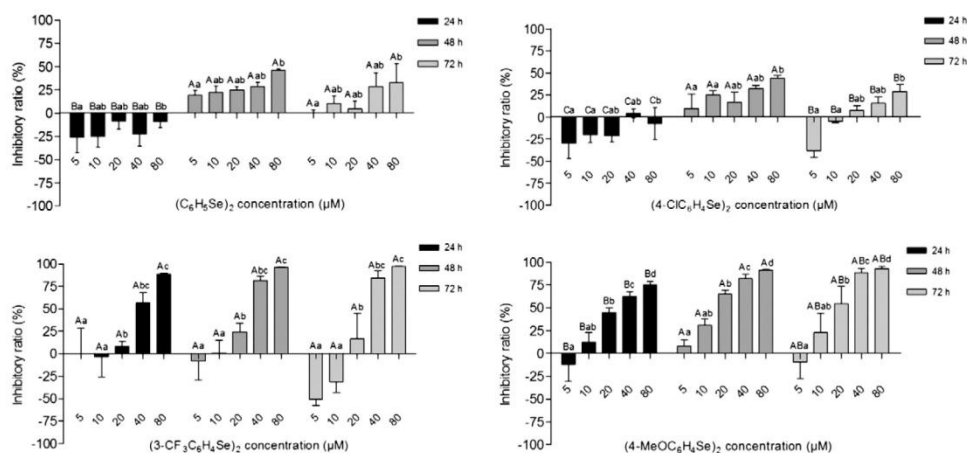 100
75
50
25
0
-25
-50
-75
-100
Inhibitory ratio (%)
Ba Bab Bab Bab Bb
Aa Aab Aab Aab Ab
Aa Aab Aab Aab Ab
5 10 20 40 80 5 10 20 40 80 5 10 20 40 80
24 h
48 h
72 h
(C6H5Se)2 concentration (µM)
100
75
50
25
0
-25
-50
-75
-100
Inhibitory ratio (%)
Ca Ca Cab Cab Cb
Aa Aab Aa Aab Ab
Ba Ba Bab Bab Bb
5 10 20 40 80 5 10 20 40 80 5 10 20 40 80
24 h
48 h
72 h
(4-ClC6H4Se)2 concentration (µM)
100
75
50
25
0
-25
-50
-75
-100
Inhibitory ratio (%)
Aa Aa Ab Abc Ac
Aa Aa Ab Abc Ac
Aa Aa Ab Abc Ac
5 10 20 40 80 5 10 20 40 80 5 10 20 40 80
24 h
48 h
72 h
(3-CF3C6H4Se)2 concentration (µM)
100
75
50
25
0
-25
-50
-75
-100
Inhibitory ratio (%)
Ba Bab Bb Bc Bd
Aa Aab Ab Ac Ad
ABa ABab ABb ABc ABd
5 10 20 40 80 5 10 20 40 80 5 10 20 40 80
24 h
48 h
72 h
(4-MeOC6H4Se)2 concentration (µM)